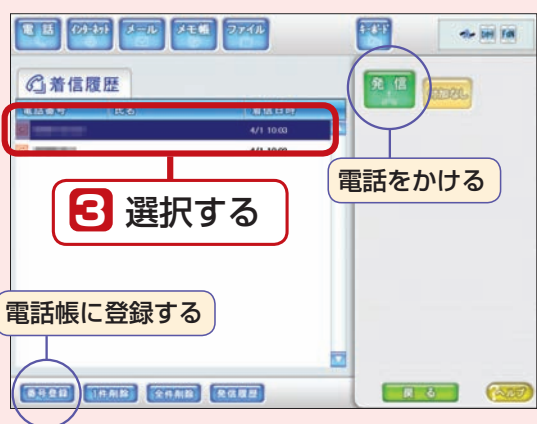 電 話 インターネット メール メモ帳 ファイル キーボード
着信履歴
発 信
電話番号 氏名 着信日時
4/1 10:03
4/1 10:00
電話をかける
3 選択する
電話帳に登録する
番号登録 1件削除 全件削除 発信履歴 戻 る ヘルプ